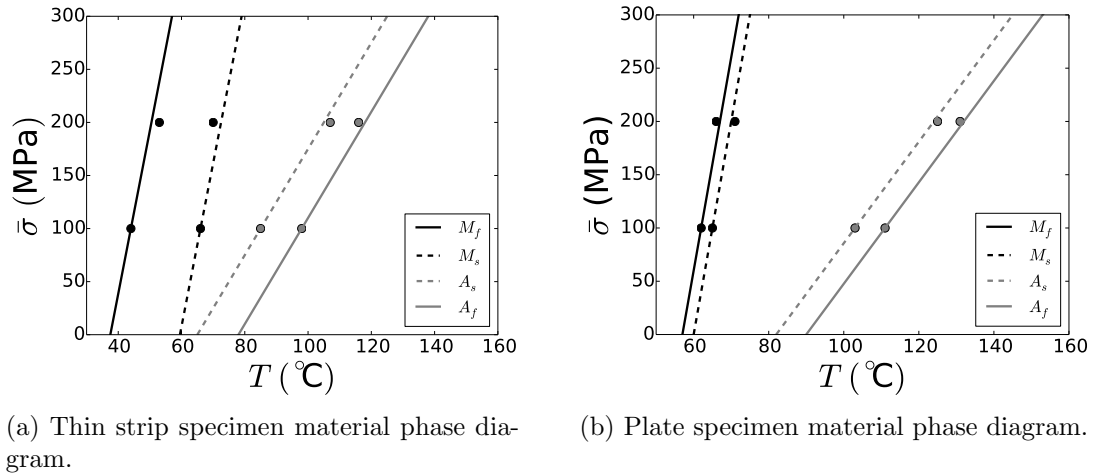 300
250
200
150
100
50
0
σ̄ (MPa)
40 60 80 100 120 140 160
T (°C)
M_f
M_s
A_s
A_f
(a) Thin strip specimen material phase dia-
gram.
300
250
200
150
100
50
0
σ̄ (MPa)
60 80 100 120 140 160
T (°C)
M_f
M_s
A_s
A_f
(b) Plate specimen material phase diagram.